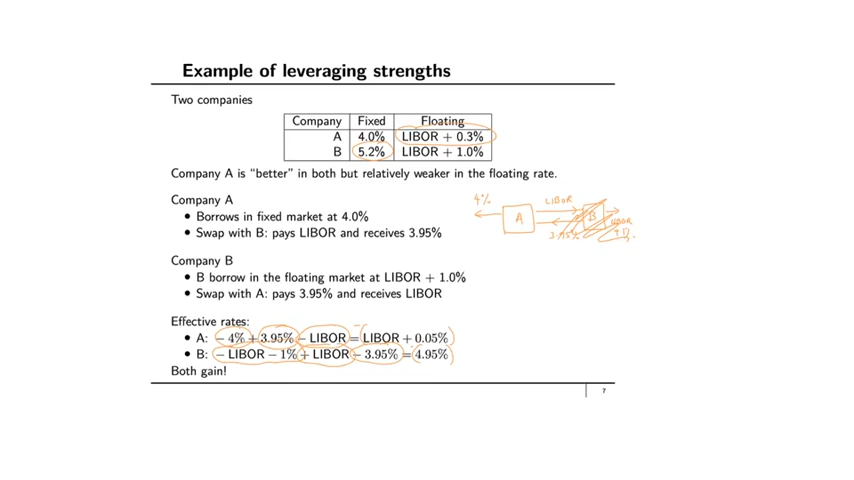 Example of leveraging strengths
Two companies
Company Fixed Floating
A 4.0% LIBOR + 0.3%
B 5.2% LIBOR + 1.0%
Company A is “better” in both but relatively weaker in the floating rate.
Company A
• Borrows in fixed market at 4.0%
• Swap with B: pays LIBOR and receives 3.95%
4% LIBOR
A B
3.95% LIBOR
Company B
• B borrow in the floating market at LIBOR + 1.0%
• Swap with A: pays 3.95% and receives LIBOR
Effective rates:
• A: − 4% + 3.95% − LIBOR = LIBOR + 0.05%
• B: − LIBOR − 1% + LIBOR − 3.95% = 4.95%
Both gain!
7